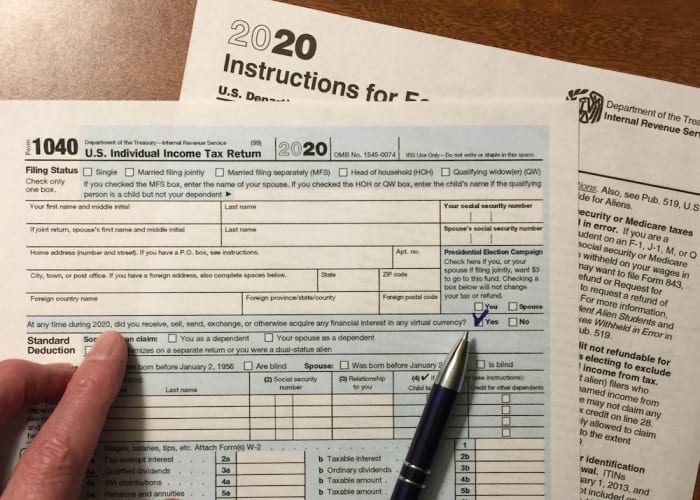 2020
Instructions for F
U.S. Depa
Department of the Trea
Internal Revenue Serv
Form 1040 Department of the Treasury—Internal Revenue Service (99) U.S. Individual Income Tax Return 2020 OMB No. 1545-0074 IRS Use Only—Do not write or staple in this space.
Filing Status Single Married filing jointly Married filing separately (MFS) Head of household (HOH) Qualifying widow(er) (QW)
Check only one box.
If you checked the MFS box, enter the name of your spouse. If you checked the HOH or QW box, enter the child's name if the qualifying
person is a child but not your dependent ▶
Your first name and middle initial Last name Your social security number
If joint return, spouse's first name and middle initial Last name Spouse's social security number
Home address (number and street). If you have a P.O. box, see instructions. Apt. no. Presidential Election Campaign
Check here if you, or your
spouse if filing jointly, want $3
to go to this fund. Checking a
box below will not change
your tax or refund.
You Spouse
City, town, or post office. If you have a foreign address, also complete spaces below. State ZIP code
Foreign country name Foreign province/state/county Foreign postal code
At any time during 2020, did you receive, sell, send, exchange, or otherwise acquire any financial interest in any virtual currency? Yes No
Standard Deduction
claim: You as a dependent Your spouse as a dependent
itemizes on a separate return or you were a dual-status alien
born before January 2, 1956 Are blind Spouse: Was born before January 2 Is blind
(2) Social security number (3) Relationship to you (4) ✔ if (see instructions):
Last name Child ta Credit for other dependents
Wages, salaries, tips, etc. Attach Form(s) W-2 1
Tax-exempt interest 2a b Taxable interest 2b
Qualified dividends 3a b Ordinary dividends 3b
IRA distributions 4a b Taxable amount 4b
Pensions and annuities 5a b Taxable amount 5b
ions. Also, see Pub. 519, U.S.
ide for Aliens.
ecurity or Medicare taxes
in error. If you are a
udent on an F-1, J-1, M, or Q
social security or Medicare
withheld on your wages in
may want to file Form 843,
efund or Request for
to request a refund of
For more information,
ent Alien Students and
es Withheld in Error in
ub. 519.
dit not refundable for
s electing to exclude
income from tax.
t alien) filers who
earned income from
e may not claim any
x credit on line 28.
ly allowed to claim
to the extent
r identification
wal. ITINs
ary 1, 2013, and
ot included